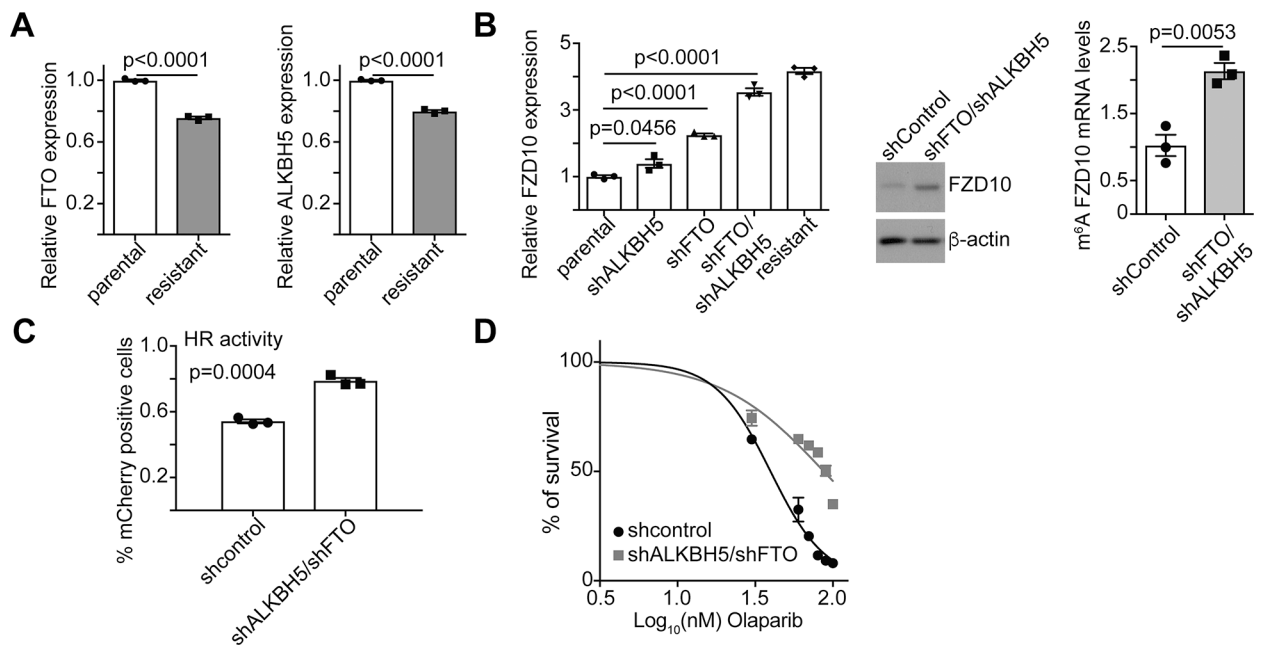 A
Relative FTO expression
p<0.0001
1.0
0.6
0.2
parental
resistant
Relative ALKBH5 expression
p<0.0001
1.0
0.6
0.2
parental
resistant
B
Relative FZD10 expression
5
3
1
p<0.0001
p<0.0001
p=0.0456
parental
shALKBH5
shFTO
shFTO/
shALKBH5
resistant
shControl
shFTO/shALKBH5
FZD10
β-actin
m⁶A FZD10 mRNA levels
p=0.0053
2.5
1.5
1
0.5
0
shControl
shFTO/
shALKBH5
C
HR activity
p=0.0004
% mCherry positive cells
1.0
0.6
0.2
shcontrol
shALKBH5/shFTO
D
% of survival
100
50
0
shcontrol
shALKBH5/shFTO
0.5
1.0
1.5
2.0
Log₁₀(nM) Olaparib